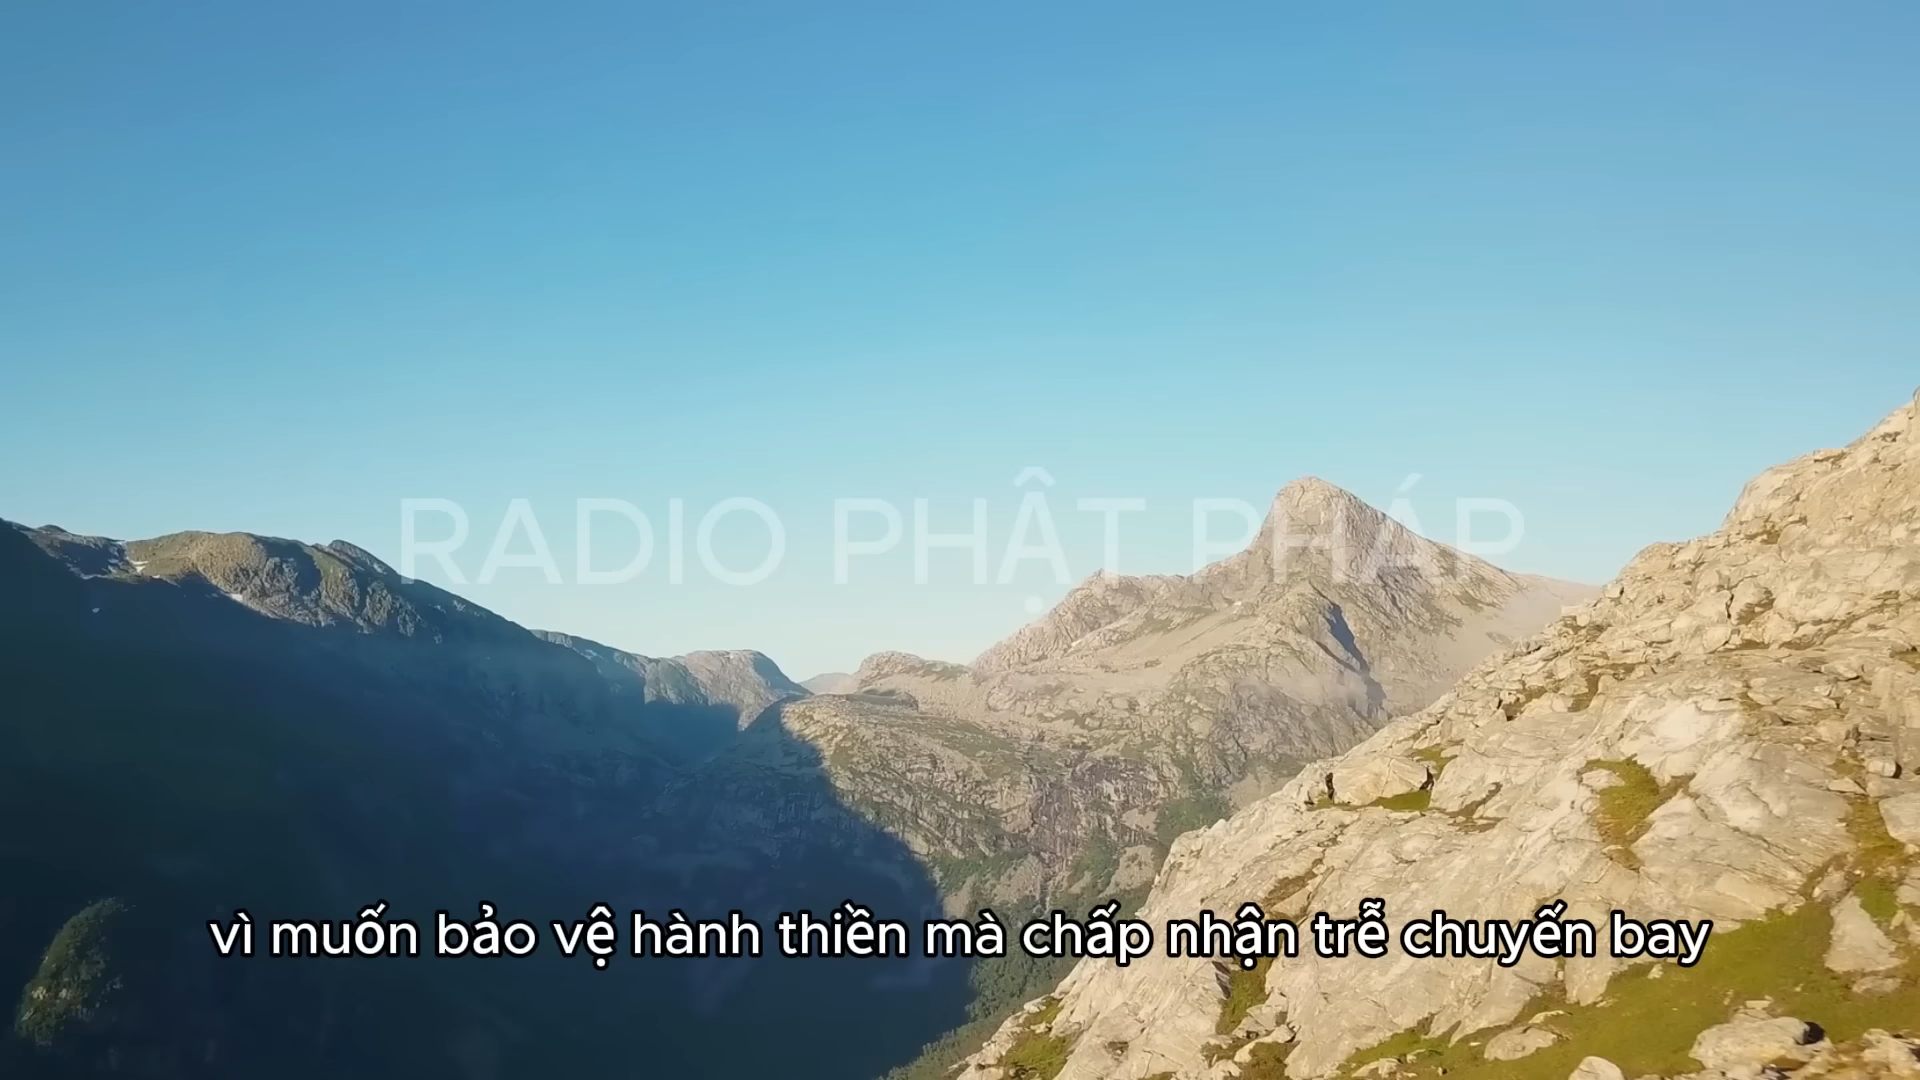 RADIO PHẬT PHÁP
vì muốn bảo vệ hành thiền mà chấp nhận trễ chuyến bay